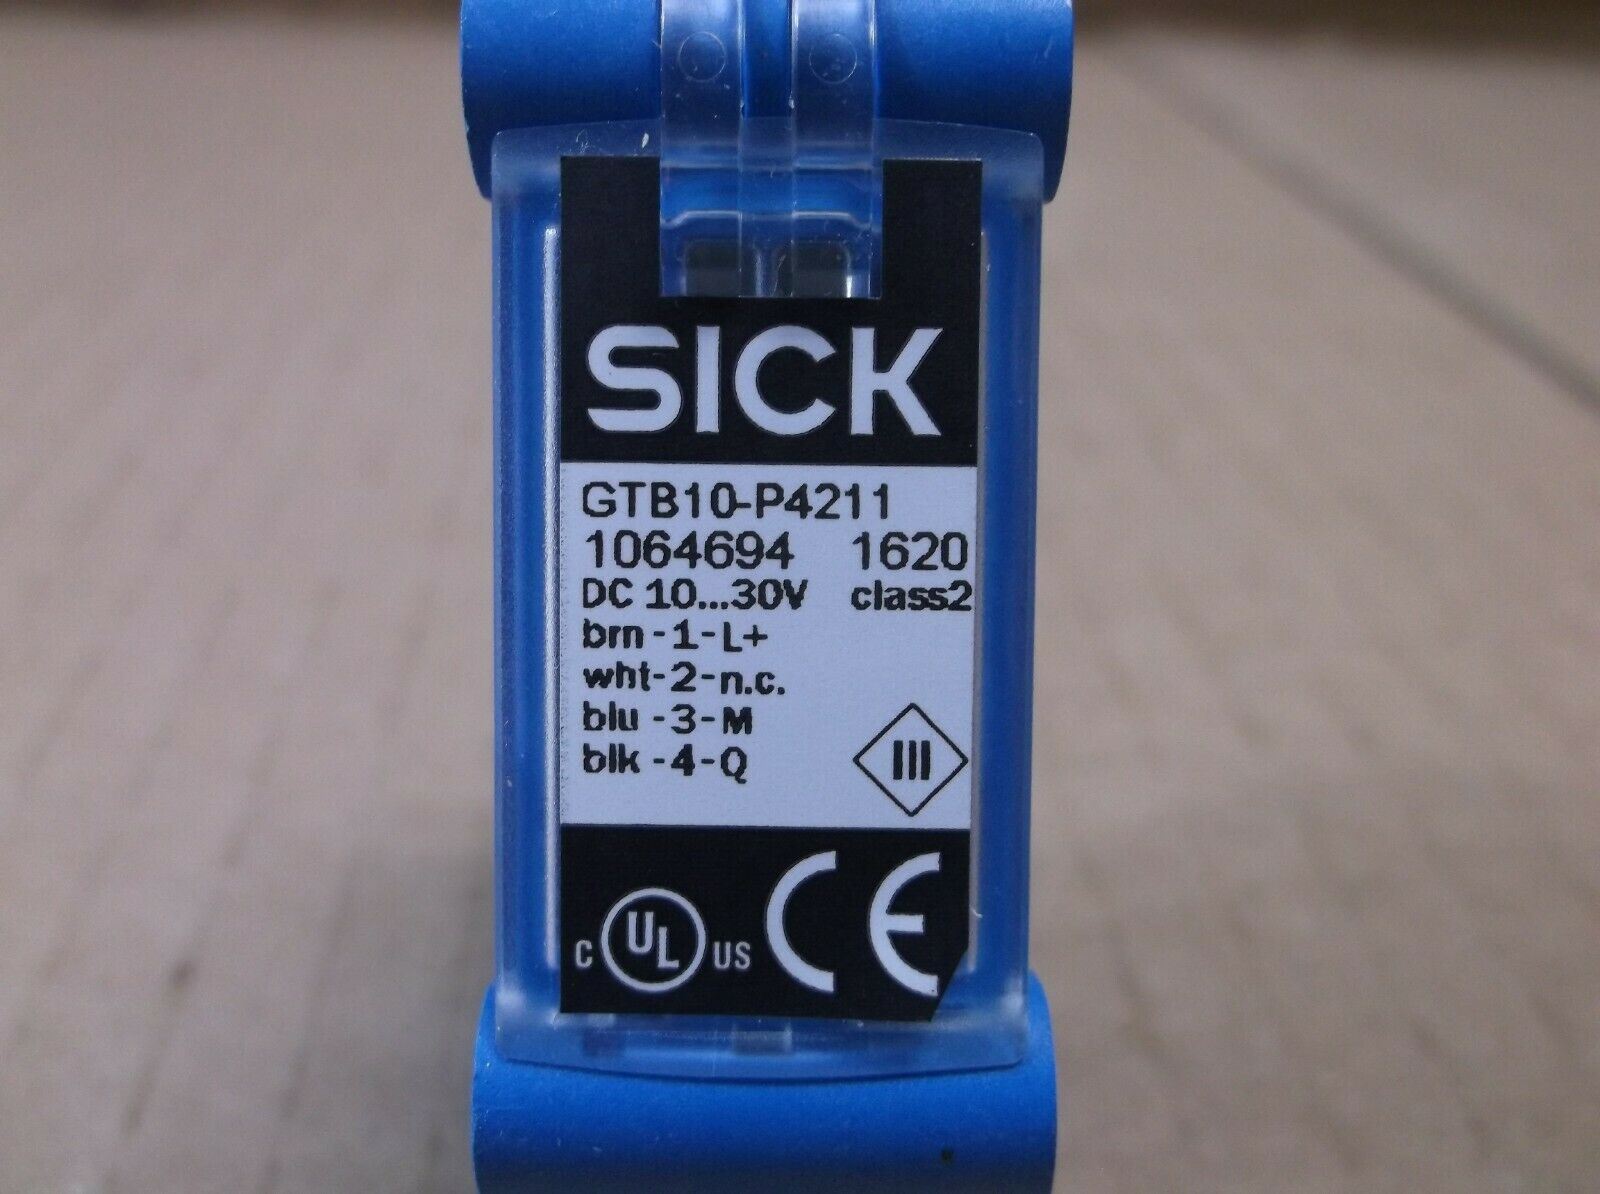 SICK
GTB10-P4211
1064694 1620
DC 10...30V class2
brn -1-L+
wht-2-n.c.
blu -3-M
blk -4-Q
III
C UL US CE